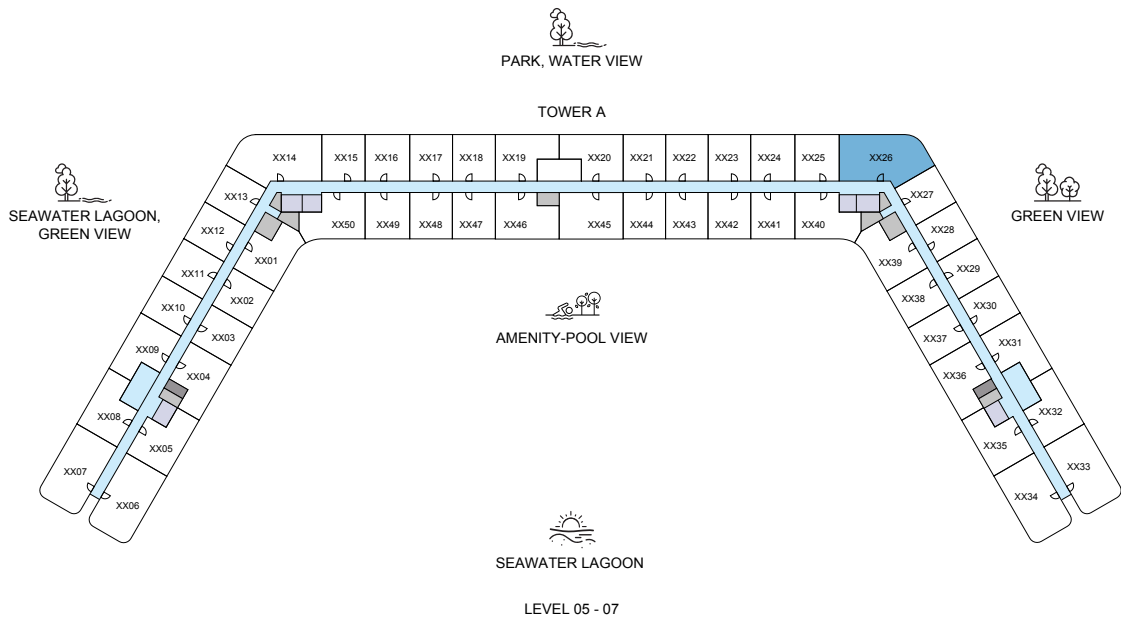 PARK, WATER VIEW
TOWER A
XX14
XX15
XX16
XX17
XX18
XX19
XX20
XX21
XX22
XX23
XX24
XX25
XX26
SEAWATER LAGOON,
GREEN VIEW
GREEN VIEW
XX13
XX12
XX11
XX10
XX09
XX08
XX07
XX06
XX05
XX04
XX03
XX02
XX01
XX50
XX49
XX48
XX47
XX46
XX45
XX44
XX43
XX42
XX41
XX40
XX27
XX28
XX29
XX30
XX31
XX32
XX33
XX34
XX35
XX36
XX37
XX38
XX39
AMENITY-POOL VIEW
SEAWATER LAGOON
LEVEL 05 - 07